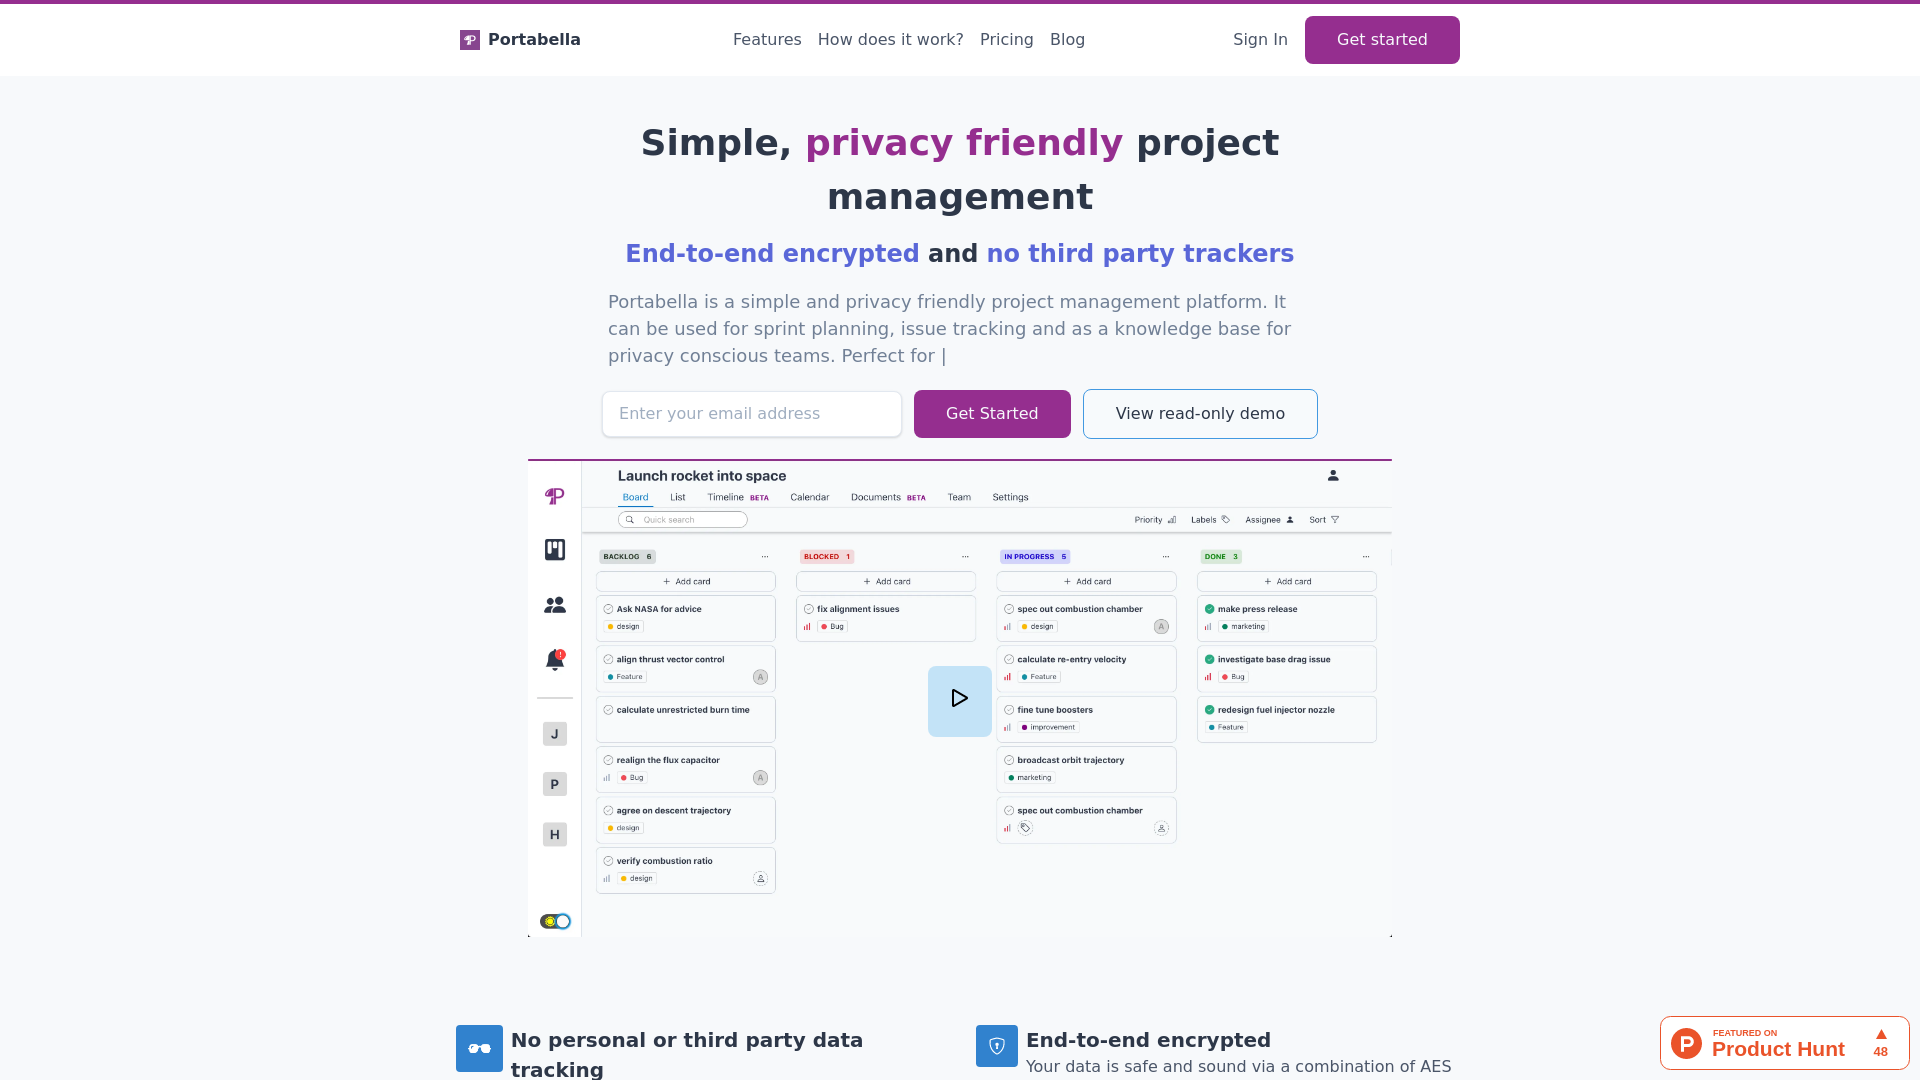 Portabella
Features How does it work? Pricing Blog
Sign In Get started
Simple, privacy friendly project
management
End-to-end encrypted and no third party trackers
Portabella is a simple and privacy friendly project management platform. It
can be used for sprint planning, issue tracking and as a knowledge base for
privacy conscious teams. Perfect for |
Enter your email address
Get Started
View read-only demo
Launch rocket into space
Board List Timeline BETA Calendar Documents BETA Team Settings
Quick search
Priority Labels Assignee Sort
J
P
H
BACKLOG 6
+ Add card
Ask NASA for advice
design
align thrust vector control
Feature A
calculate unrestricted burn time
realign the flux capacitor
Bug A
agree on descent trajectory
design
verify combustion ratio
design
BLOCKED 1
+ Add card
fix alignment issues
Bug
IN PROGRESS 5
+ Add card
spec out combustion chamber
design A
calculate re-entry velocity
Feature
fine tune boosters
improvement
broadcast orbit trajectory
marketing
spec out combustion chamber
DONE 3
+ Add card
make press release
marketing
investigate base drag issue
Bug
redesign fuel injector nozzle
Feature
No personal or third party data
tracking
End-to-end encrypted
Your data is safe and sound via a combination of AES
FEATURED ON
Product Hunt
48